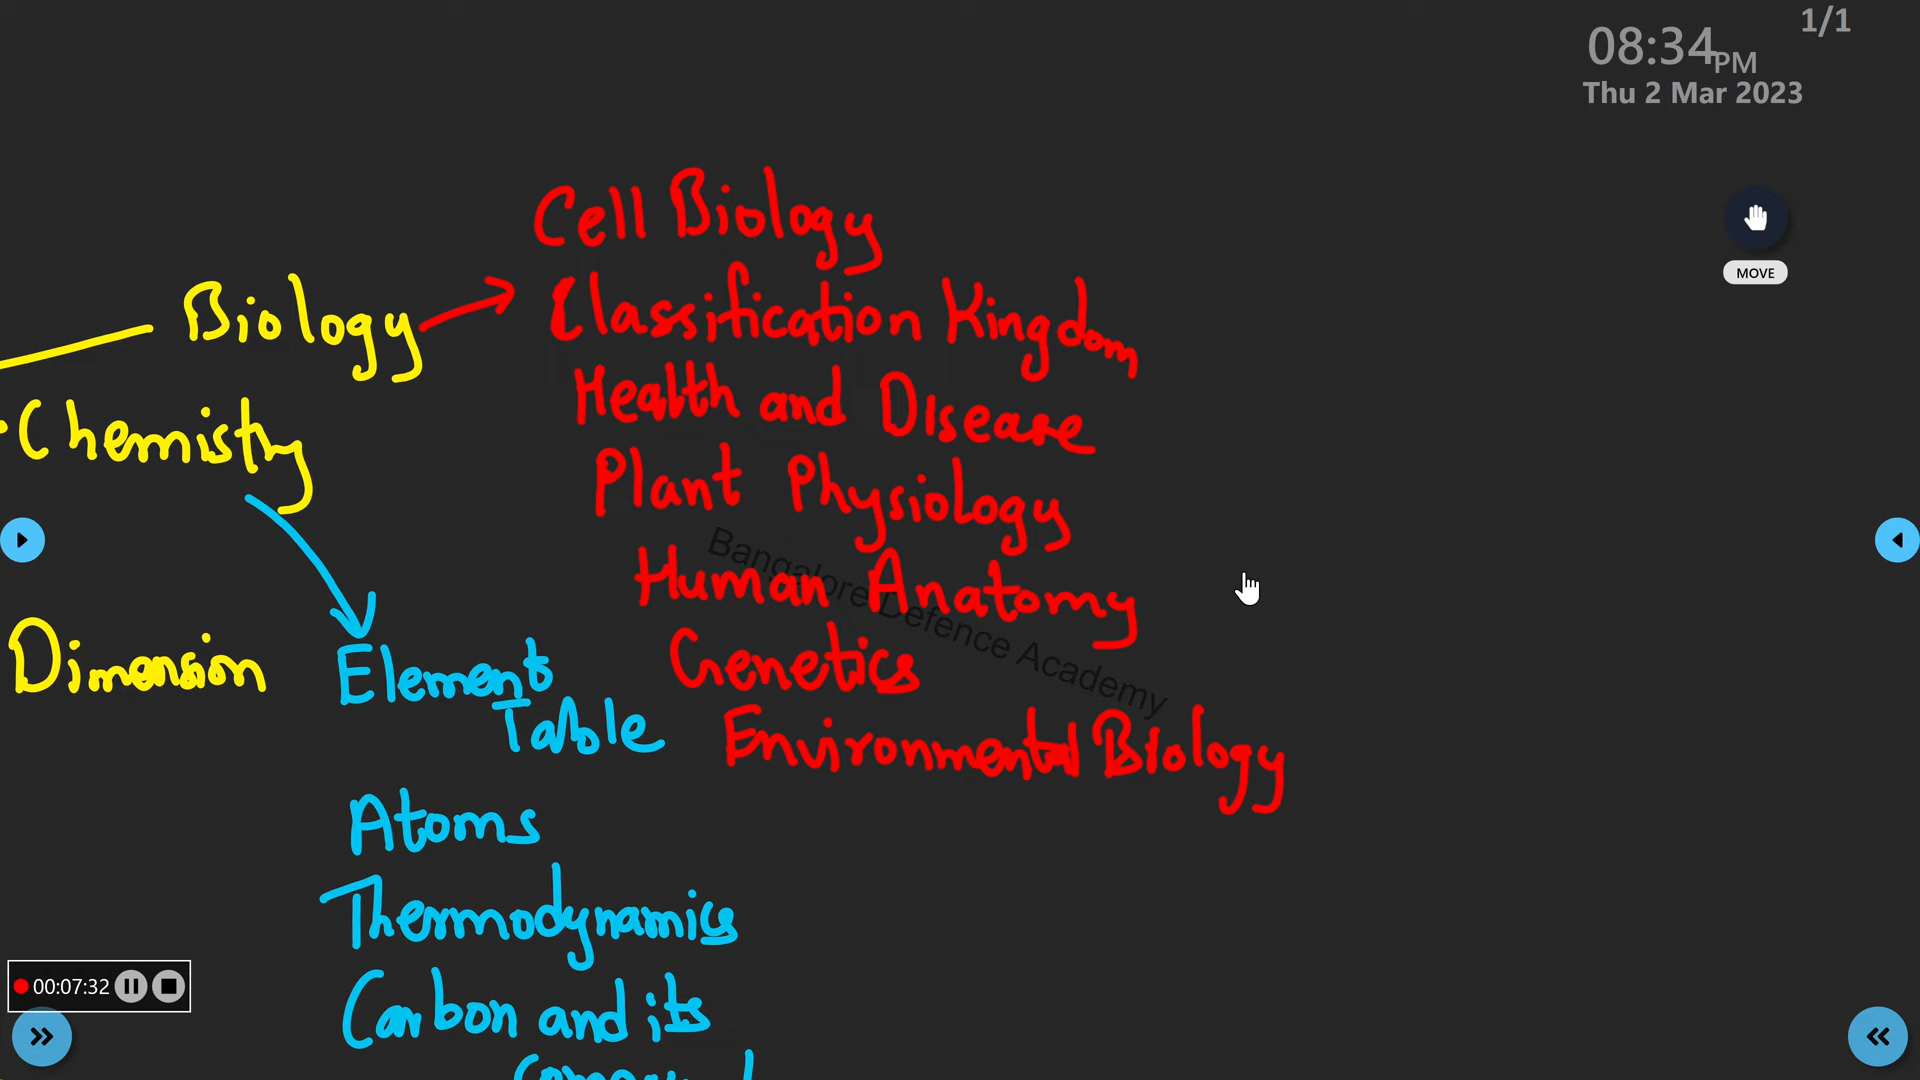 1/1
08:34 PM
Thu 2 Mar 2023
MOVE
Biology
Cell Biology
Classification Kingdom
Health and Disease
Plant Physiology
Human Anatomy
Genetics
Environmental Biology
Bangalore Defence Academy
Chemistry
Dimension
Element
Table
Atoms
Thermodynamics
Carbon and its
00:07:32